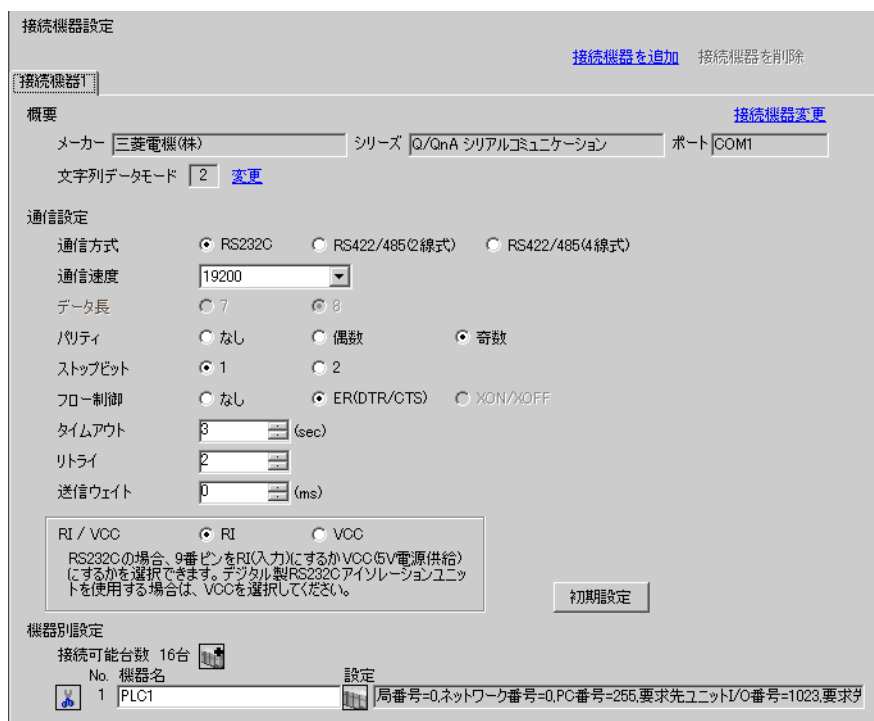 接続機器設定
接続機器を追加 接続機器を削除
接続機器1
概要 接続機器変更
メーカー 三菱電機(株) シリーズ Q/QnA シリアルコミュニケーション ポート COM1
文字列データモード 2 変更
通信設定
通信方式 RS232C RS422/485(2線式) RS422/485(4線式)
通信速度 19200
データ長 7 8
パリティ なし 偶数 奇数
ストップビット 1 2
フロー制御 なし ER(DTR/CTS) XON/XOFF
タイムアウト 3 (sec)
リトライ 2
送信ウェイト 0 (ms)
RI / VCC RI VCC
RS232Cの場合、9番ピンをRI(入力)にするかVCC(5V電源供給)
にするかを選択できます。デジタル製RS232Cアイソレーションユニッ
トを使用する場合は、VCCを選択してください。
初期設定
機器別設定
接続可能台数 16台
No. 機器名 設定
1 PLC1 局番号=0,ネットワーク番号=0,PC番号=255,要求先ユニットI/O番号=1023,要求